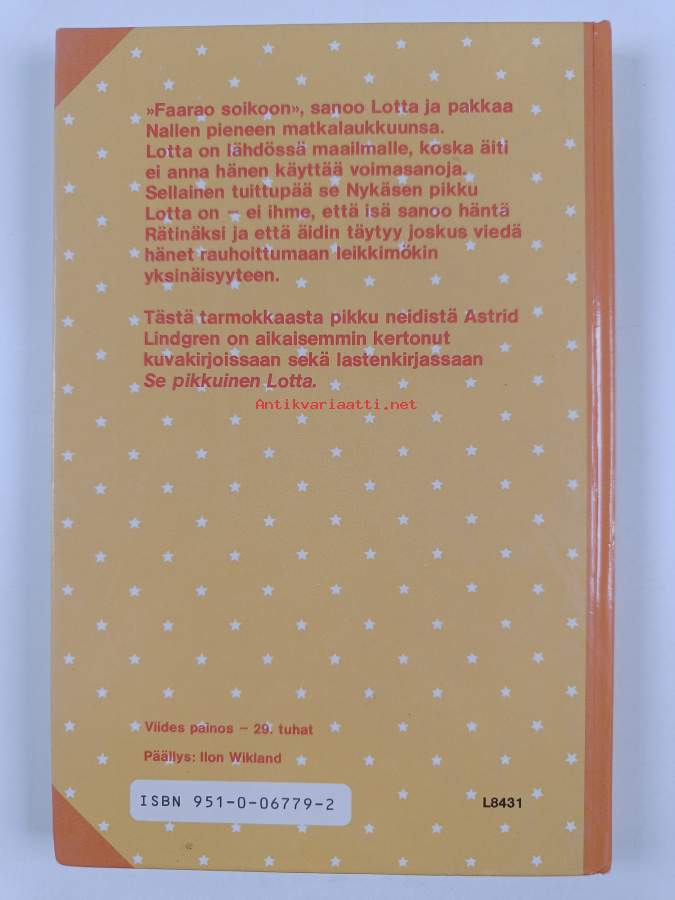 »Faarao soikoon», sanoo Lotta ja pakkaa
Nallen pieneen matkalaukkuunsa.
Lotta on lähdössä maailmalle, koska äiti
ei anna hänen käyttää voimasanoja.
Sellainen tuittupää se Nykäsen pikku
Lotta on – ei ihme, että isä sanoo häntä
Rätinäksi ja että äidin täytyy joskus viedä
hänet rauhoittumaan leikkimökin
yksinäisyyteen.
Tästä tarmokkaasta pikku neidistä Astrid
Lindgren on aikaisemmin kertonut
kuvakirjoissaan sekä lastenkirjassaan
Se pikkuinen Lotta.
Antikvariaatti.net
Viides painos – 29. tuhat
Päällys: Ilon Wikland
ISBN 951-0-06779-2
L8431